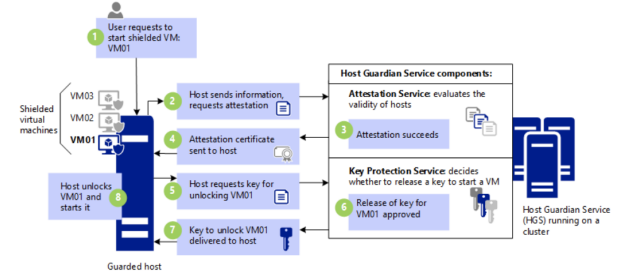 1
User requests to
start shielded VM:
VM01
Shielded
virtual
machines
VM03
VM02
VM01
2
Host sends information,
requests attestation
Host Guardian Service components:
Attestation Service: evaluates the
validity of hosts
3
Attestation succeeds
4
Attestation certificate
sent to host
5
Host requests key for
unlocking VM01
Key Protection Service: decides
whether to release a key to start a VM
6
Release of key for
VM01 approved
7
Key to unlock VM01
delivered to host
Host unlocks
VM01 and
starts it
8
Guarded host
Host Guardian Service
(HGS) running on a
cluster